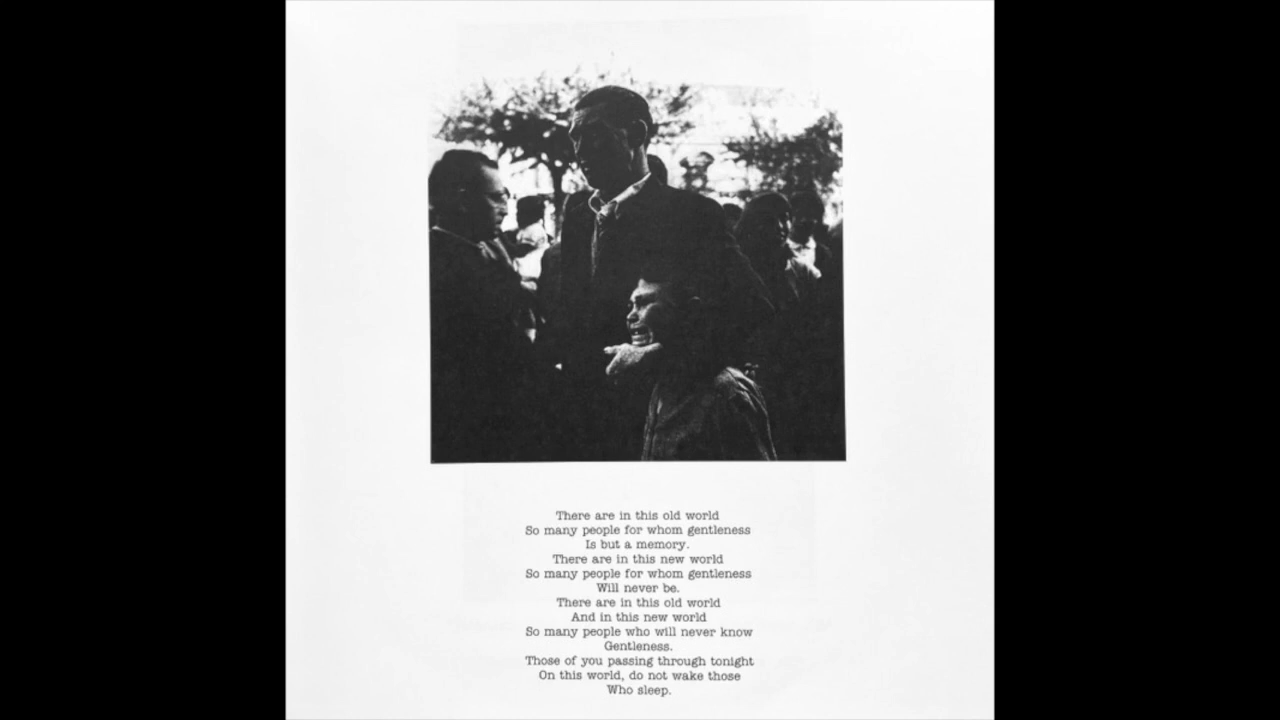 There are in this old world
So many people for whom gentleness
Is but a memory.
There are in this new world
So many people for whom gentleness
Will never be.
There are in this old world
And in this new world
So many people who will never know
Gentleness.
Those of you passing through tonight
On this world, do not wake those
Who sleep.